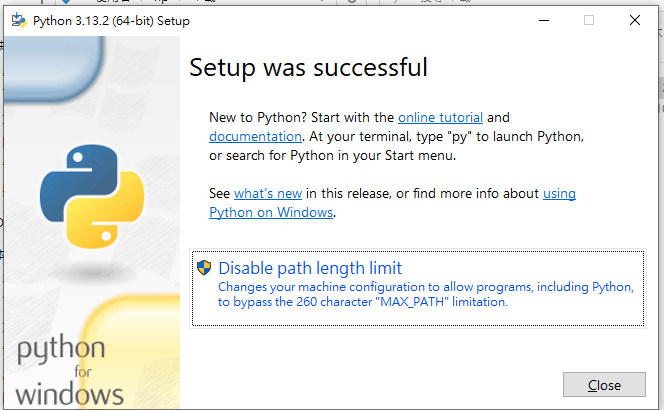 Python 3.13.2 (64-bit) Setup
Setup was successful
New to Python? Start with the online tutorial and
documentation. At your terminal, type "py" to launch Python,
or search for Python in your Start menu.
See what's new in this release, or find more info about using
Python on Windows.
Disable path length limit
Changes your machine configuration to allow programs, including Python,
to bypass the 260 character "MAX_PATH" limitation.
python
for
windows
Close